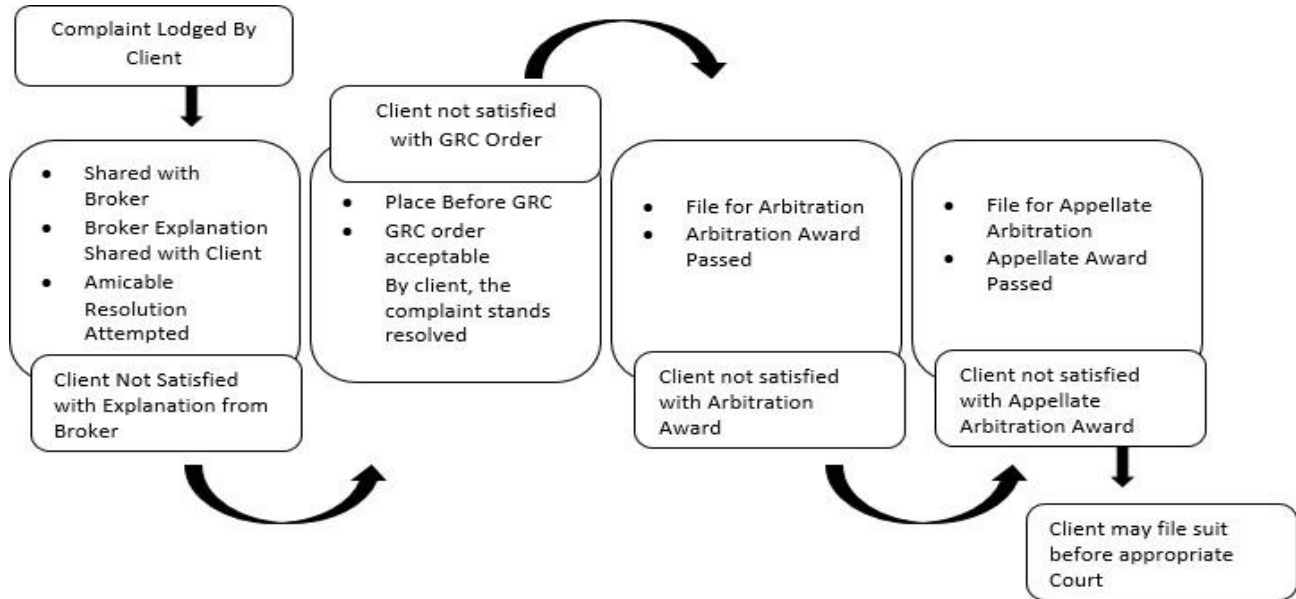 Complaint Lodged By
Client
• Shared with
Broker
• Broker Explanation
Shared with Client
• Amicable
Resolution
Attempted
Client Not Satisfied
with Explanation from
Broker
Client not satisfied
with GRC Order
• Place Before GRC
• GRC order
acceptable
By client, the
complaint stands
resolved
• File for Arbitration
• Arbitration Award
Passed
Client not satisfied
with Arbitration
Award
• File for Appellate
Arbitration
• Appellate Award
Passed
Client not satisfied
with Appellate
Arbitration Award
Client may file suit
before appropriate
Court